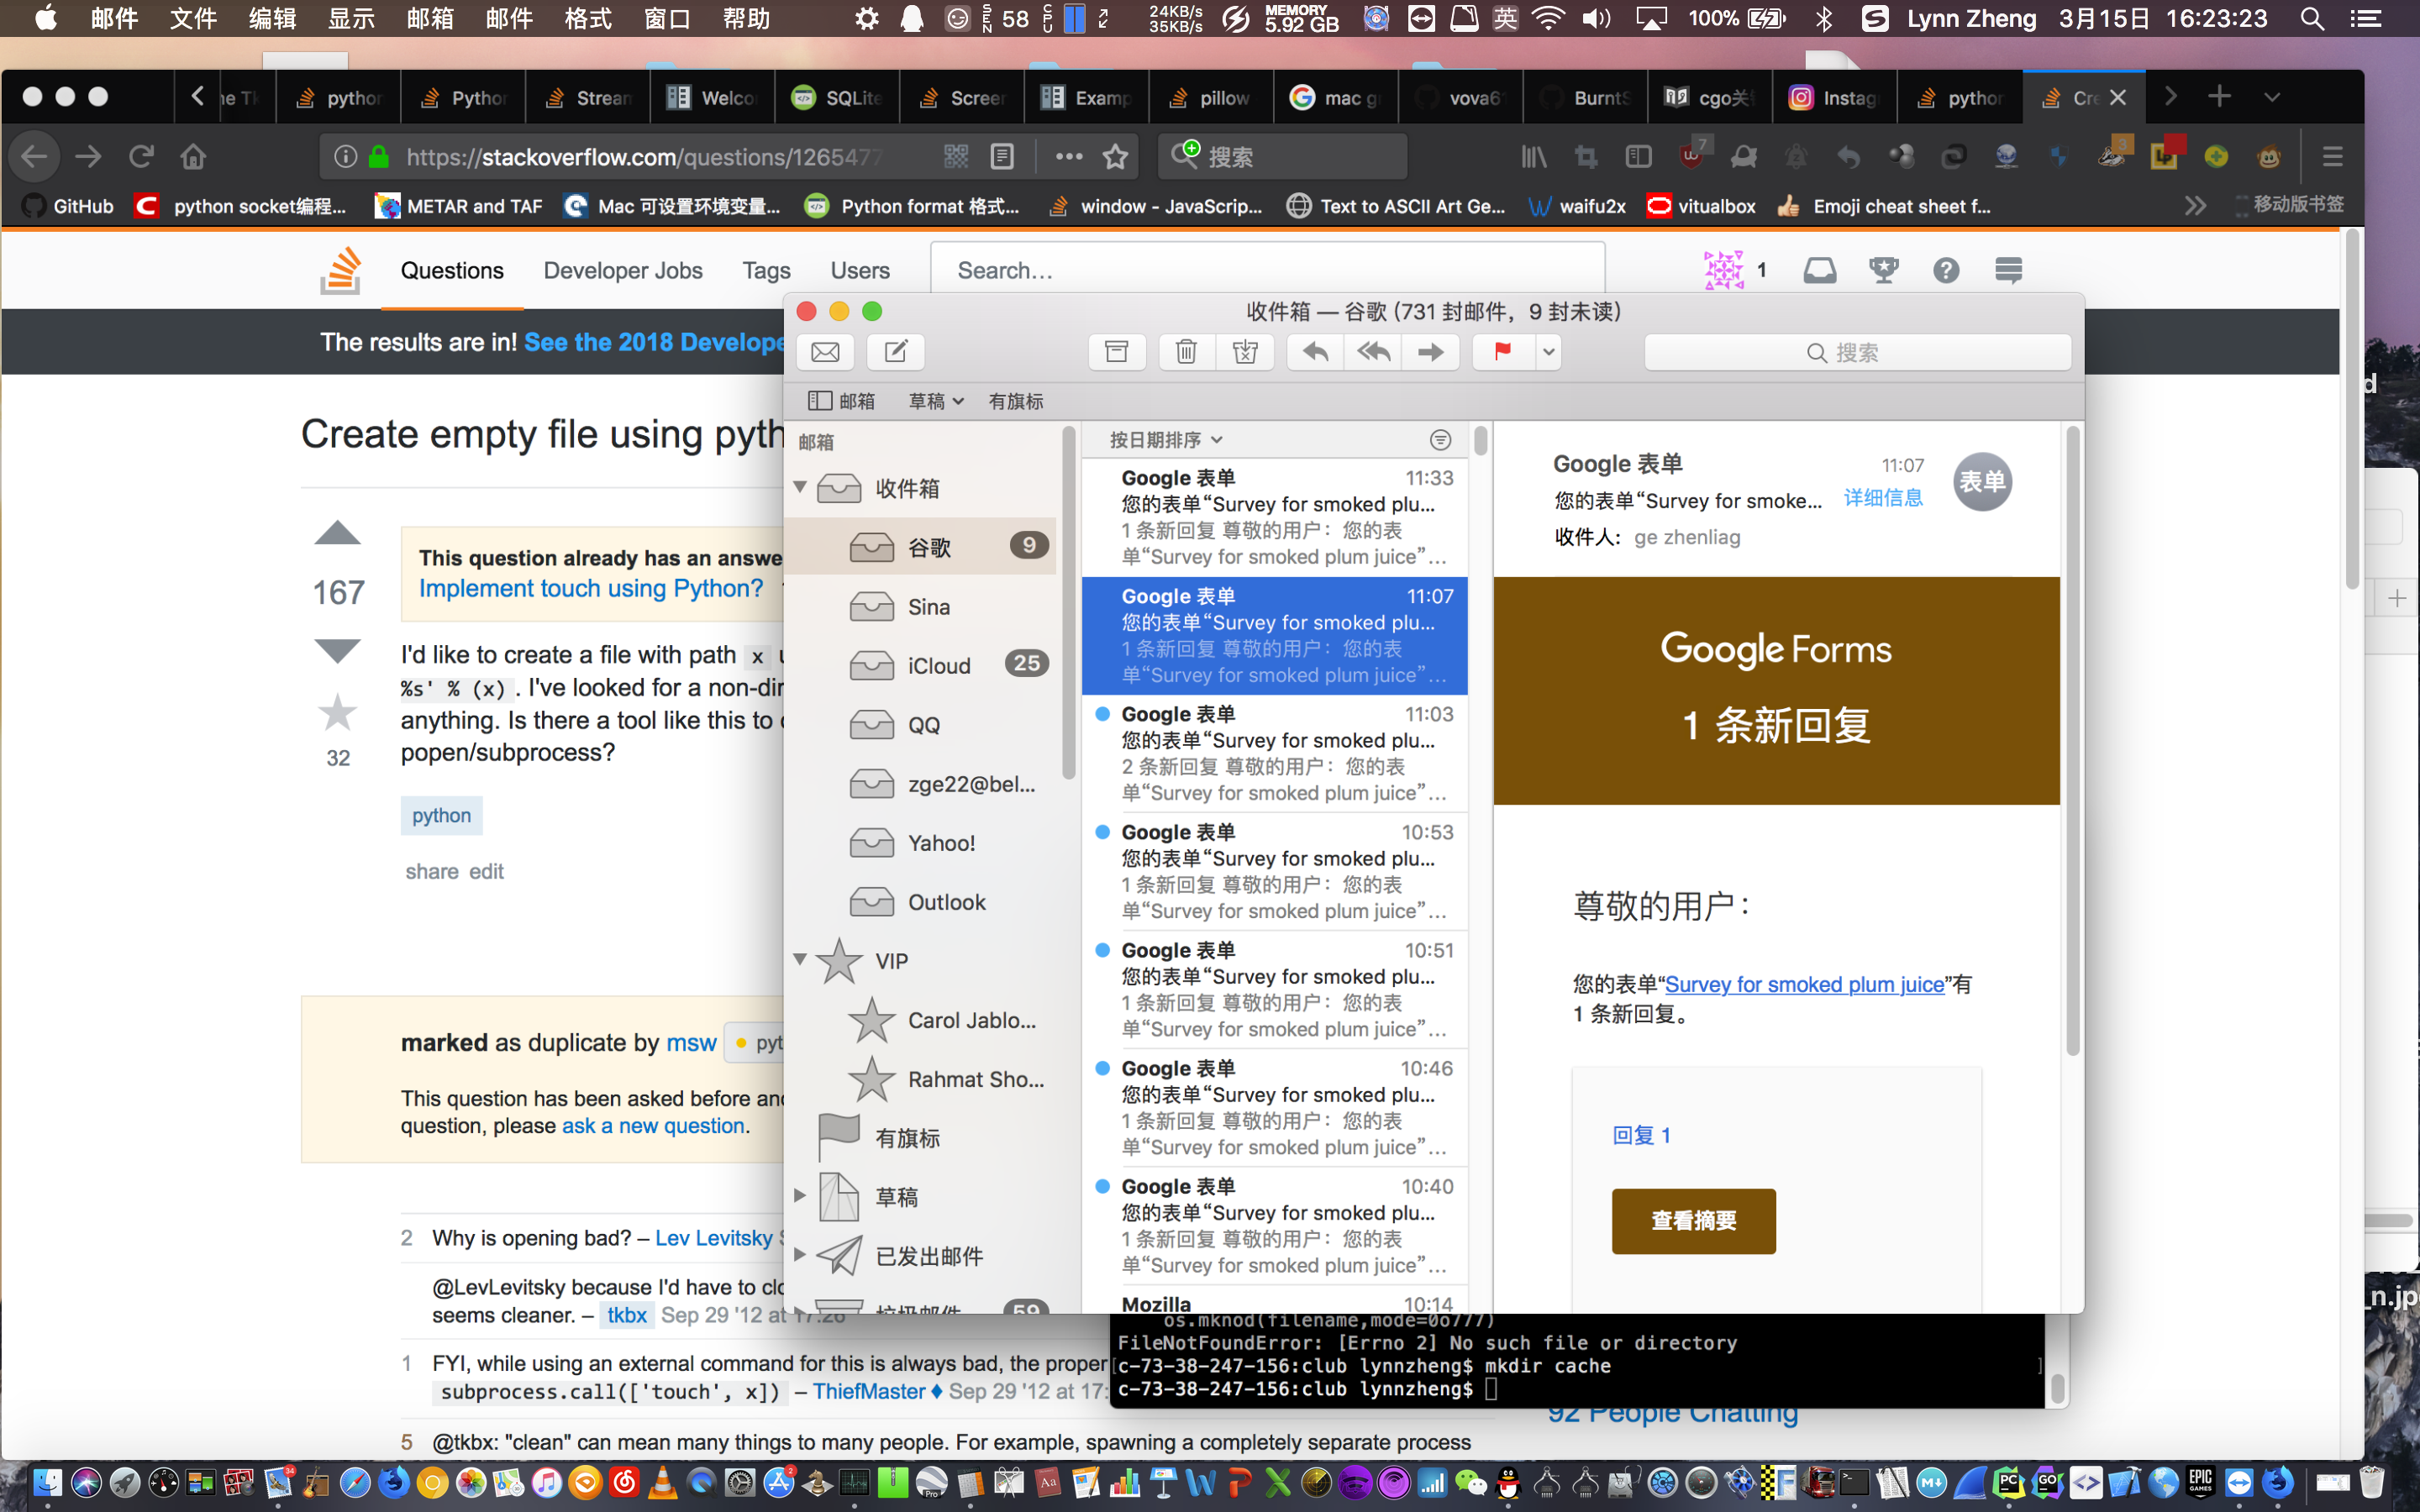 邮件 文件 编辑 显示 邮箱 邮件 格式 窗口 帮助
SEN 58 CPU 24KB/s 35KB/s MEMORY 5.92 GB 英 100% Lynn Zheng 3月15日 16:23:23
python Python Stream SQLite Screen Examp pillow mac g vova6 BurntS cgo关 Instag python
https://stackoverflow.com/questions/1265477
搜索
7
3
GitHub python socket编程... METAR and TAF Mac 可设置环境变量... Python format 格式... window - JavaScrip... Text to ASCII Art Ge... waifu2x vitualbox Emoji cheat sheet f... 移动版书签
Questions Developer Jobs Tags Users Search... 1
The results are in! See the 2018 Develope
Create empty file using pyth
167
This question already has an answe
Implement touch using Python?
I'd like to create a file with path x
%s' % (x) . I've looked for a non-dir
anything. Is there a tool like this to
popen/subprocess?
32
python
share edit
marked as duplicate by msw
This question has been asked before and
question, please ask a new question.
2 Why is opening bad? – Lev Levitsky
@LevLevitsky because I'd have to clo
seems cleaner. – tkbx Sep 29 '12 at 17:26
1 FYI, while using an external command for this is always bad, the proper
subprocess.call(['touch', x]) – ThiefMaster ♦ Sep 29 '12 at 17:
5 @tkbx: "clean" can mean many things to many people. For example, spawning a completely separate process
收件箱 — 谷歌 (731 封邮件，9 封未读)
搜索
邮箱 草稿 有旗标
邮箱
收件箱
谷歌 9
Sina
iCloud 25
QQ
zge22@bel...
Yahoo!
Outlook
VIP
Carol Jablo...
Rahmat Sho...
有旗标
草稿
已发出邮件
垃圾邮件 59
按日期排序
Google 表单 11:33
您的表单“Survey for smoked plu...
1 条新回复 尊敬的用户：您的表
单“Survey for smoked plum juice”...
Google 表单 11:07
您的表单“Survey for smoked plu...
1 条新回复 尊敬的用户：您的表
单“Survey for smoked plum juice”...
Google 表单 11:03
您的表单“Survey for smoked plu...
2 条新回复 尊敬的用户：您的表
单“Survey for smoked plum juice”...
Google 表单 10:53
您的表单“Survey for smoked plu...
1 条新回复 尊敬的用户：您的表
单“Survey for smoked plum juice”...
Google 表单 10:51
您的表单“Survey for smoked plu...
1 条新回复 尊敬的用户：您的表
单“Survey for smoked plum juice”...
Google 表单 10:46
您的表单“Survey for smoked plu...
1 条新回复 尊敬的用户：您的表
单“Survey for smoked plum juice”...
Google 表单 10:40
您的表单“Survey for smoked plu...
1 条新回复 尊敬的用户：您的表
单“Survey for smoked plum juice”...
Mozilla 10:14
Google 表单 11:07
您的表单“Survey for smoke... 详细信息
收件人： ge zhenliag
表单
Google Forms
1 条新回复
尊敬的用户：
您的表单“Survey for smoked plum juice”有
1 条新回复。
回复 1
查看摘要
os.mknod(filename,mode=0o777)
FileNotFoundError: [Errno 2] No such file or directory
[c-73-38-247-156:club lynnzheng$ mkdir cache ]
c-73-38-247-156:club lynnzheng$
92 People Chatting
_n.jp